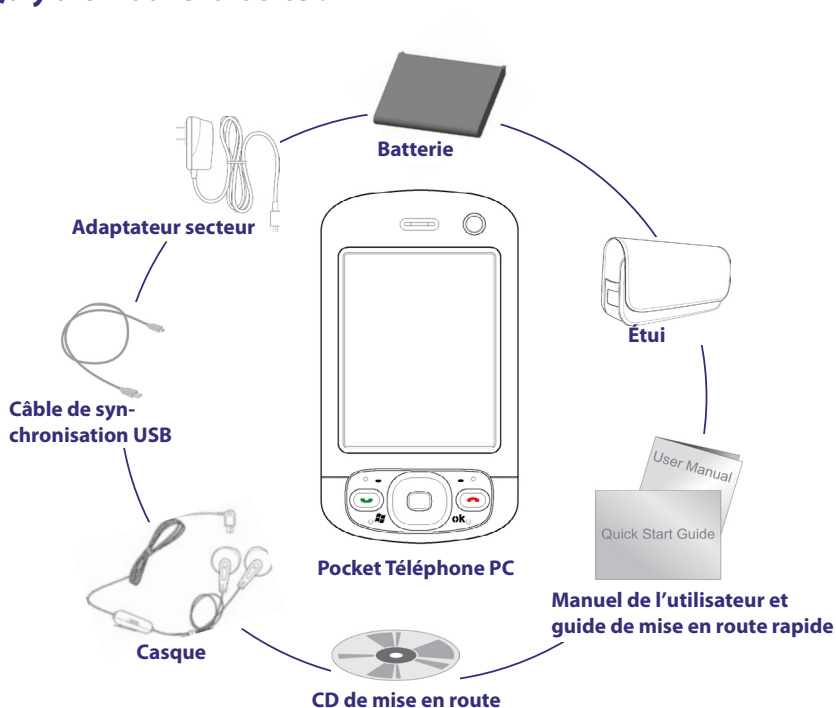 Batterie
Adaptateur secteur
Étui
Câble de syn-
chronisation USB
User Manual
Quick Start Guide
ok
Pocket Téléphone PC
Manuel de l’utilisateur et
guide de mise en route rapide
Casque
CD de mise en route